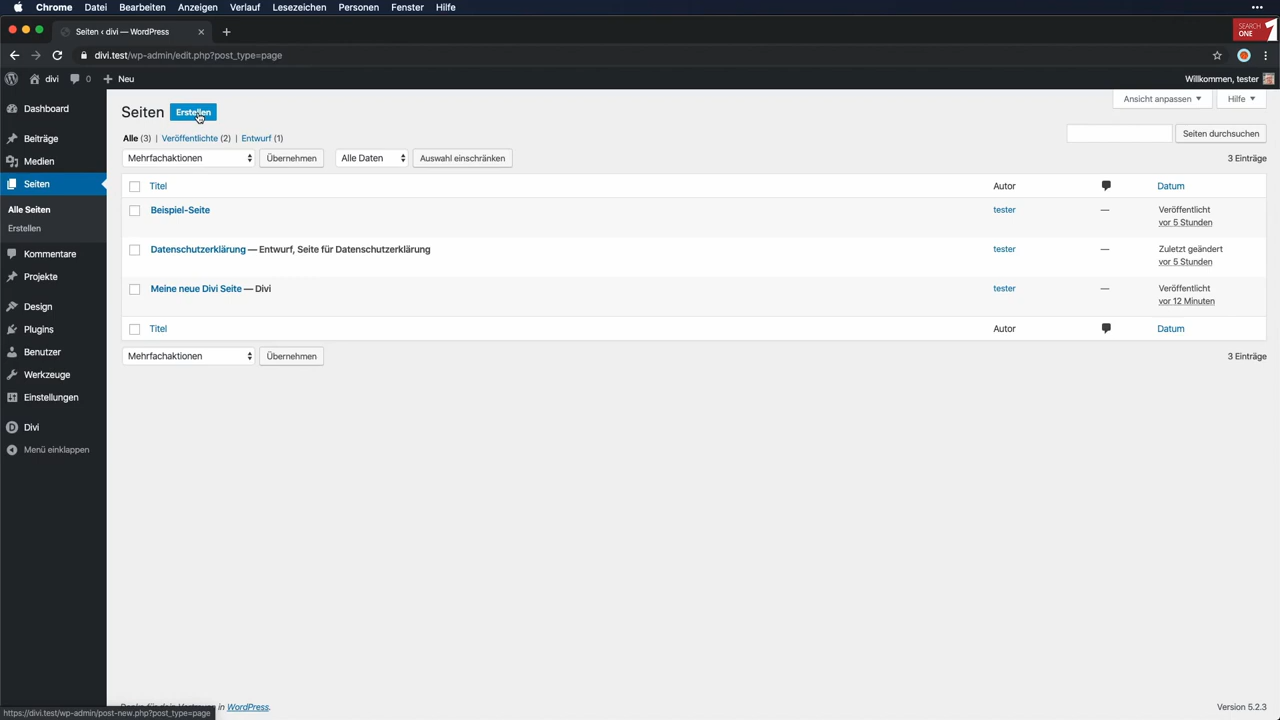 Chrome Datei Bearbeiten Anzeigen Verlauf Lesezeichen Personen Fenster Hilfe
Seiten ‹ divi — WordPress
SEARCH ONE 1
divi.test/wp-admin/edit.php?post_type=page
divi 0 Neu Willkommen, tester
Dashboard
Beiträge
Medien
Seiten
Alle Seiten
Erstellen
Kommentare
Projekte
Design
Plugins
Benutzer
Werkzeuge
Einstellungen
Divi
Menü einklappen
Ansicht anpassen Hilfe
Seiten Erstellen
Alle (3) | Veröffentlichte (2) | Entwurf (1)
Seiten durchsuchen
Mehrfachaktionen Übernehmen Alle Daten Auswahl einschränken 3 Einträge
Titel Autor Datum
Beispiel-Seite tester — Veröffentlicht
vor 5 Stunden
Datenschutzerklärung — Entwurf, Seite für Datenschutzerklärung tester — Zuletzt geändert
vor 5 Stunden
Meine neue Divi Seite — Divi tester — Veröffentlicht
vor 12 Minuten
Titel Autor Datum
Mehrfachaktionen Übernehmen 3 Einträge
in WordPress. Version 5.2.3
https://divi.test/wp-admin/post-new.php?post_type=page